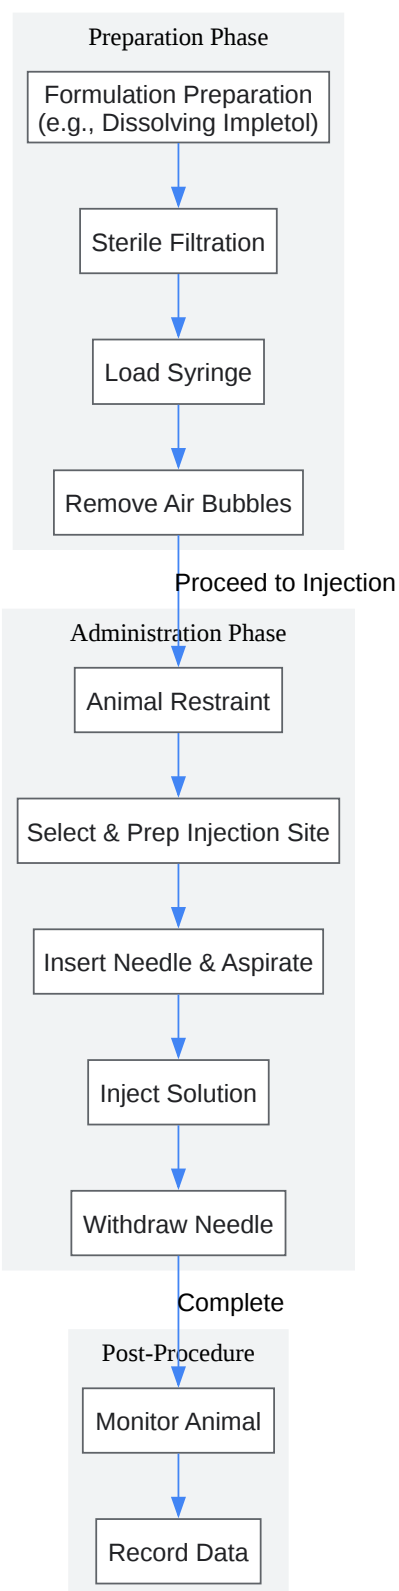 Preparation Phase
Formulation Preparation
(e.g., Dissolving Impletol)
Sterile Filtration
Load Syringe
Remove Air Bubbles
Proceed to Injection
Administration Phase
Animal Restraint
Select & Prep Injection Site
Insert Needle & Aspirate
Inject Solution
Withdraw Needle
Complete
Post-Procedure
Monitor Animal
Record Data